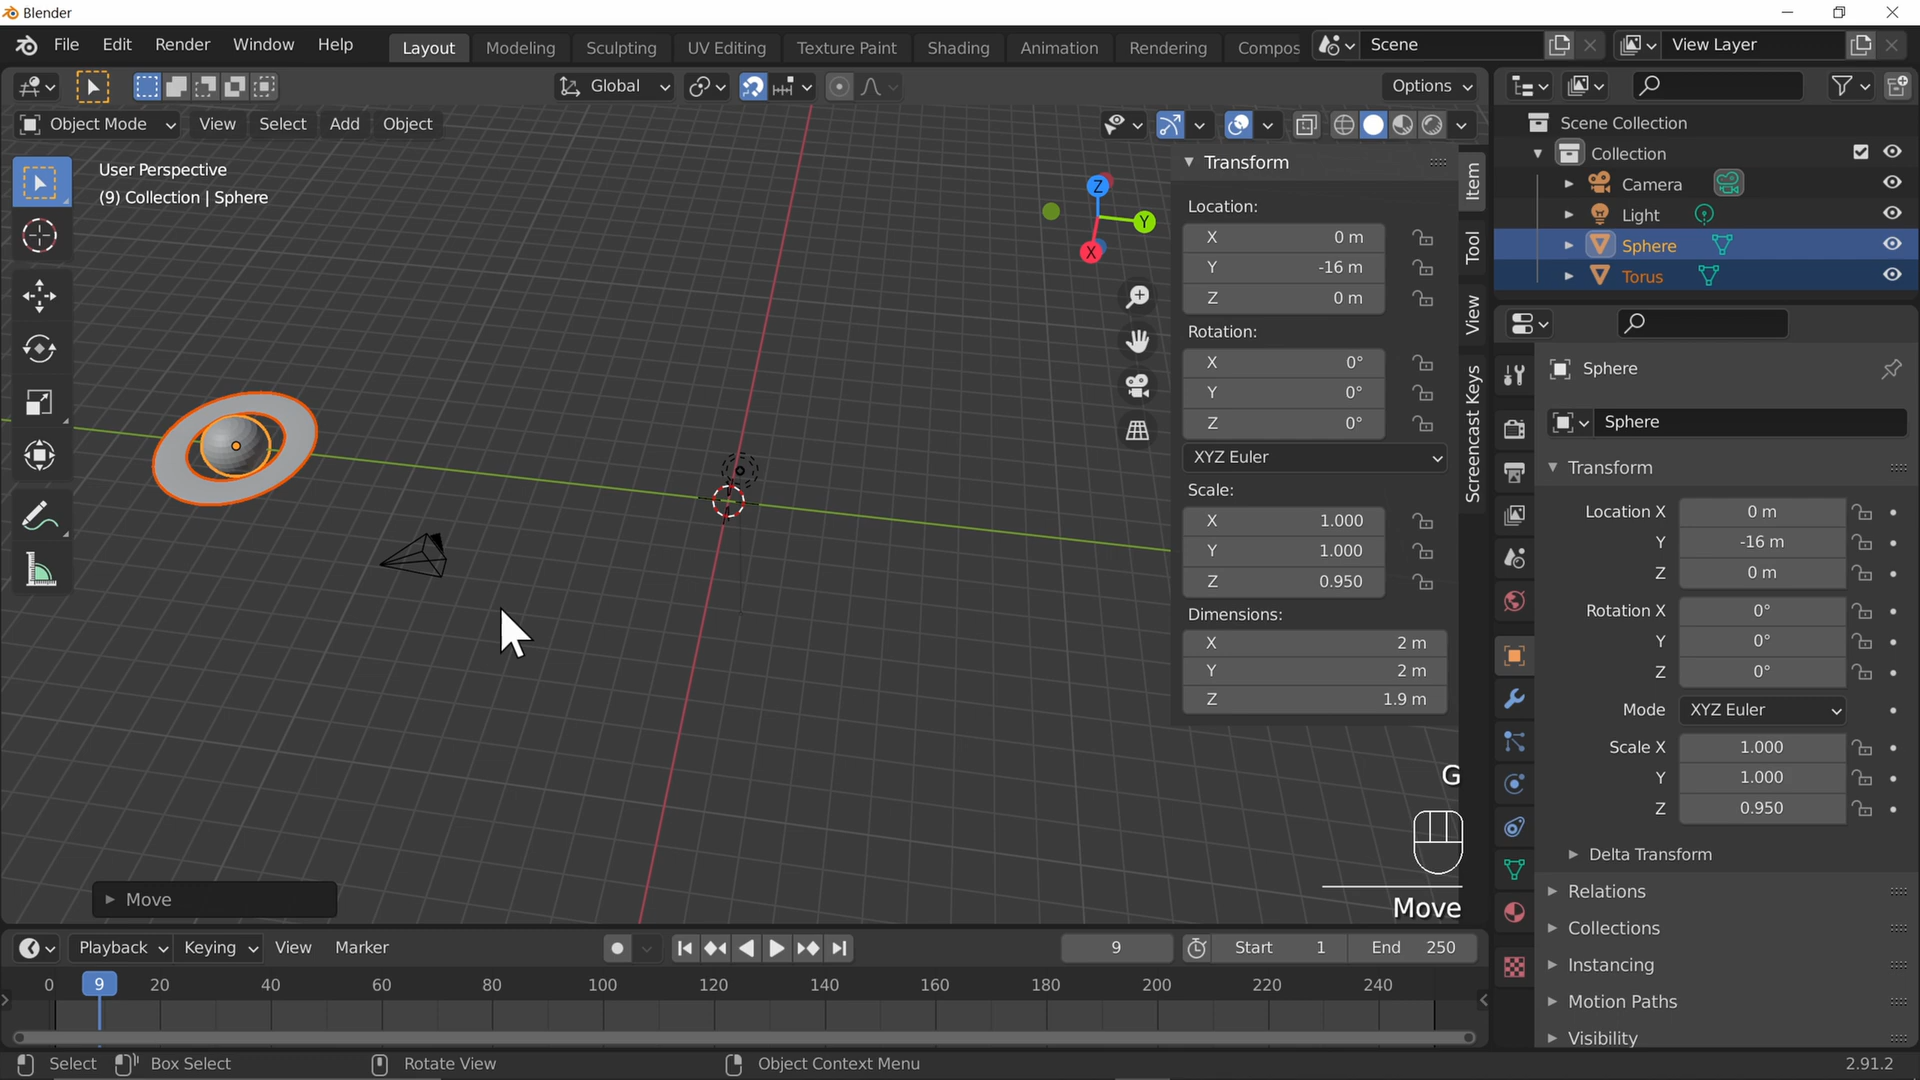 Blender
File Edit Render Window Help
Layout Modeling Sculpting UV Editing Texture Paint Shading Animation Rendering Compos
Scene
View Layer
Global
Options
Object Mode View Select Add Object
User Perspective
(9) Collection | Sphere
Z
Y
X
Transform
Location:
X 0 m
Y -16 m
Z 0 m
Rotation:
X 0°
Y 0°
Z 0°
XYZ Euler
Scale:
X 1.000
Y 1.000
Z 0.950
Dimensions:
X 2 m
Y 2 m
Z 1.9 m
Item
Tool
View
Screencast Keys
G
Move
Move
Scene Collection
Collection
Camera
Light
Sphere
Torus
Sphere
Sphere
Transform
Location X 0 m
Y -16 m
Z 0 m
Rotation X 0°
Y 0°
Z 0°
Mode XYZ Euler
Scale X 1.000
Y 1.000
Z 0.950
Delta Transform
Relations
Collections
Instancing
Motion Paths
Visibility
Playback Keying View Marker
9
Start 1
End 250
0 9 20 40 60 80 100 120 140 160 180 200 220 240
Select Box Select Rotate View Object Context Menu
2.91.2